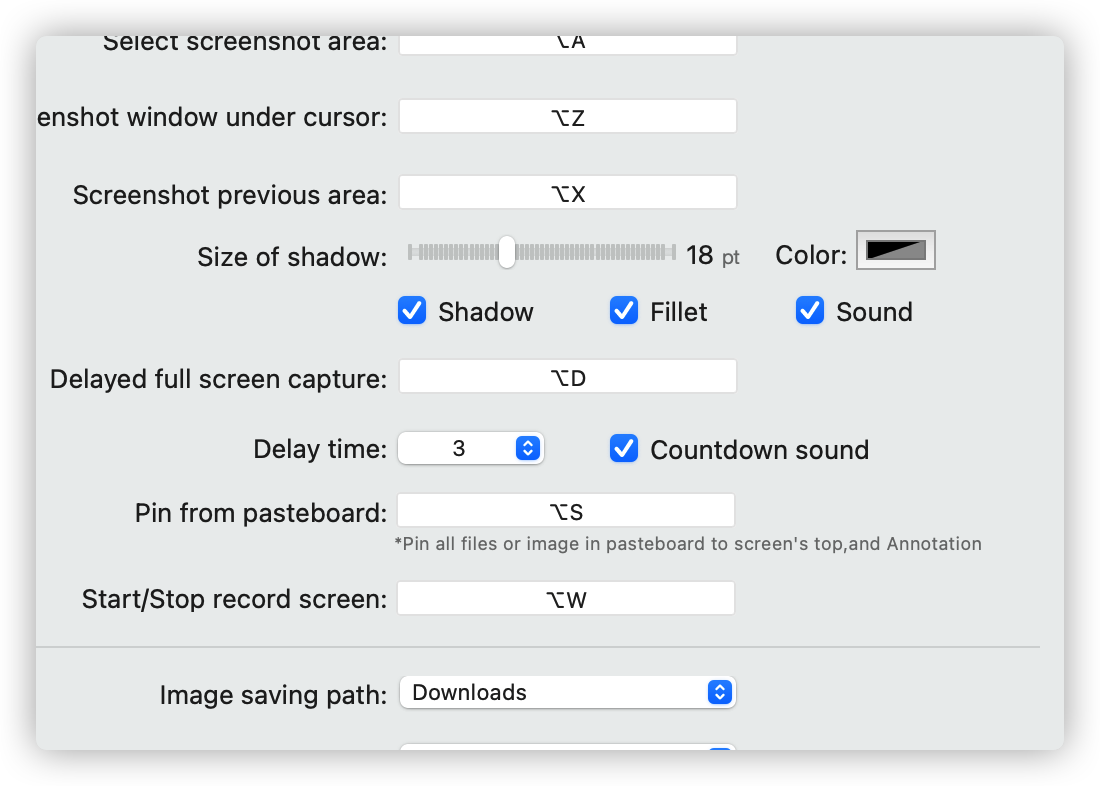 Select screenshot area: ⌥A
enshot window under cursor: ⌥Z
Screenshot previous area: ⌥X
Size of shadow: 18 pt Color:
Shadow Fillet Sound
Delayed full screen capture: ⌥D
Delay time: 3 Countdown sound
Pin from pasteboard: ⌥S
*Pin all files or image in pasteboard to screen's top,and Annotation
Start/Stop record screen: ⌥W
Image saving path: Downloads